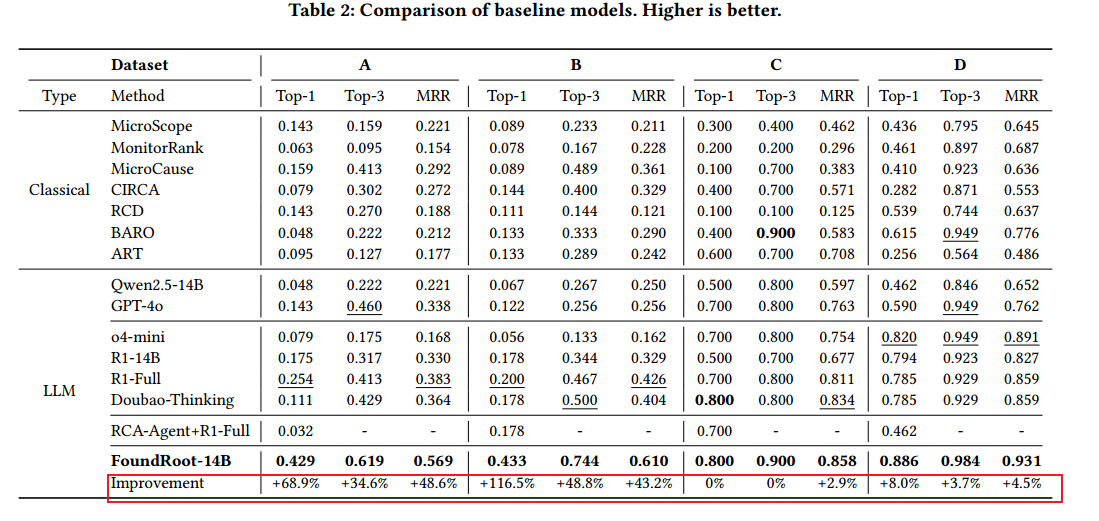 Table 2: Comparison of baseline models. Higher is better.
Dataset A B C D
Type Method Top-1 Top-3 MRR Top-1 Top-3 MRR Top-1 Top-3 MRR Top-1 Top-3 MRR
MicroScope 0.143 0.159 0.221 0.089 0.233 0.211 0.300 0.400 0.462 0.436 0.795 0.645
MonitorRank 0.063 0.095 0.154 0.078 0.167 0.228 0.200 0.200 0.296 0.461 0.897 0.687
MicroCause 0.159 0.413 0.292 0.089 0.489 0.361 0.100 0.700 0.383 0.410 0.923 0.636
Classical CIRCA 0.079 0.302 0.272 0.144 0.400 0.329 0.400 0.700 0.571 0.282 0.871 0.553
RCD 0.143 0.270 0.188 0.111 0.144 0.121 0.100 0.100 0.125 0.539 0.744 0.637
BARO 0.048 0.222 0.212 0.133 0.333 0.290 0.400 0.900 0.583 0.615 0.949 0.776
ART 0.095 0.127 0.177 0.133 0.289 0.242 0.600 0.700 0.708 0.256 0.564 0.486
Qwen2.5-14B 0.048 0.222 0.221 0.067 0.267 0.250 0.500 0.800 0.597 0.462 0.846 0.652
GPT-4o 0.143 0.460 0.338 0.122 0.256 0.256 0.700 0.800 0.763 0.590 0.949 0.762
o4-mini 0.079 0.175 0.168 0.056 0.133 0.162 0.700 0.800 0.754 0.820 0.949 0.891
R1-14B 0.175 0.317 0.330 0.178 0.344 0.329 0.500 0.700 0.677 0.794 0.923 0.827
LLM R1-Full 0.254 0.413 0.383 0.200 0.467 0.426 0.700 0.800 0.811 0.785 0.929 0.859
Doubao-Thinking 0.111 0.429 0.364 0.178 0.500 0.404 0.800 0.800 0.834 0.785 0.929 0.859
RCA-Agent+R1-Full 0.032 - - 0.178 - - 0.700 - - 0.462 - -
FoundRoot-14B 0.429 0.619 0.569 0.433 0.744 0.610 0.800 0.900 0.858 0.886 0.984 0.931
Improvement +68.9% +34.6% +48.6% +116.5% +48.8% +43.2% 0% 0% +2.9% +8.0% +3.7% +4.5%